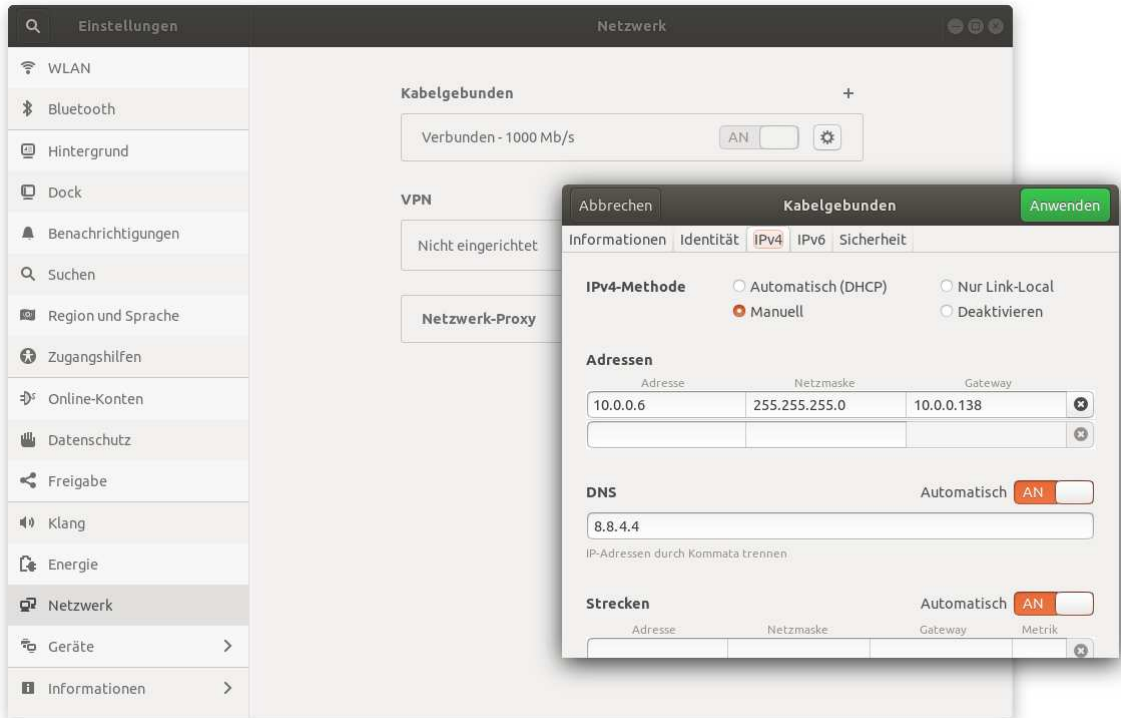 Einstellungen
Netzwerk
WLAN
Bluetooth
Hintergrund
Dock
Benachrichtigungen
Suchen
Region und Sprache
Zugangshilfen
Online-Konten
Datenschutz
Freigabe
Klang
Energie
Netzwerk
Geräte
Informationen
Kabelgebunden
Verbunden - 1000 Mb/s AN
VPN
Nicht eingerichtet
Netzwerk-Proxy
Abbrechen Kabelgebunden Anwenden
Informationen Identität IPv4 IPv6 Sicherheit
IPv4-Methode Automatisch (DHCP) Nur Link-Local
Manuell Deaktivieren
Adressen
Adresse Netzmaske Gateway
10.0.0.6 255.255.255.0 10.0.0.138
DNS Automatisch AN
8.8.4.4
IP-Adressen durch Kommata trennen
Strecken Automatisch AN
Adresse Netzmaske Gateway Metrik